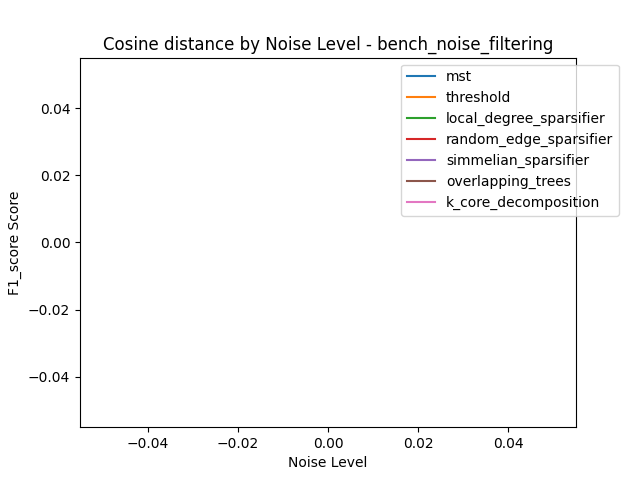 Cosine distance by Noise Level - bench_noise_filtering
mst
threshold
local_degree_sparsifier
random_edge_sparsifier
simmelian_sparsifier
overlapping_trees
k_core_decomposition
F1_score Score
0.04
0.02
0.00
−0.02
−0.04
−0.04
−0.02
0.00
0.02
0.04
Noise Level